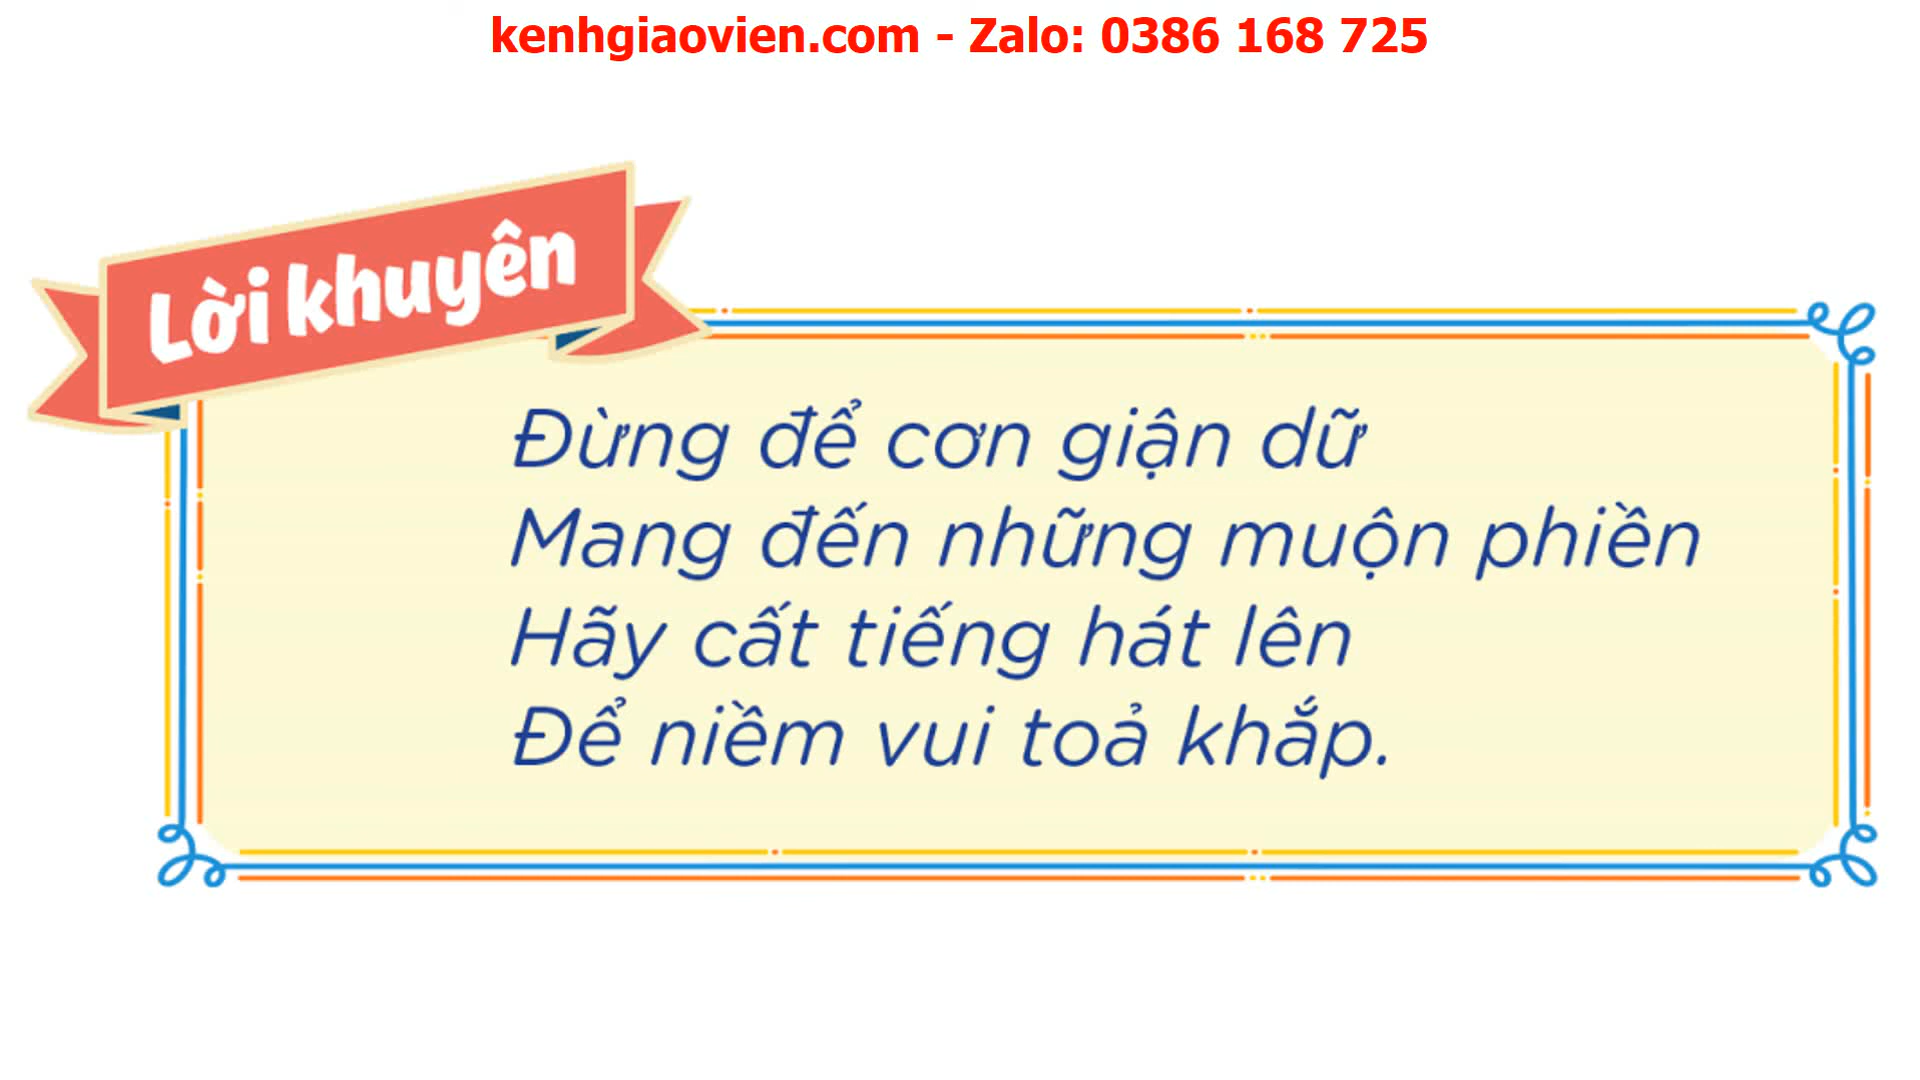 kenhgiaovien.com - Zalo: 0386 168 725
Lời khuyên
Đừng để cơn giận dữ
Mang đến những muộn phiền
Hãy cất tiếng hát lên
Để niềm vui toả khắp.